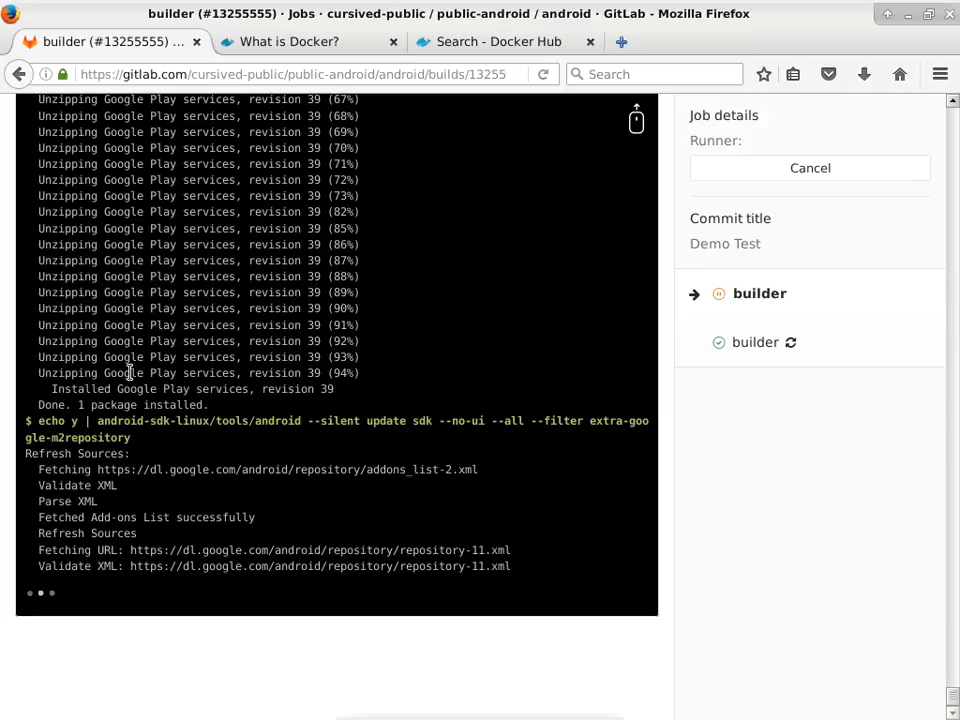 builder (#13255555) · Jobs · cursived-public / public-android / android · GitLab - Mozilla Firefox
builder (#13255555) ...
What is Docker?
Search - Docker Hub
https://gitlab.com/cursived-public/public-android/android/builds/13255
Search
Unzipping Google Play services, revision 39 (67%)
Unzipping Google Play services, revision 39 (68%)
Unzipping Google Play services, revision 39 (69%)
Unzipping Google Play services, revision 39 (70%)
Unzipping Google Play services, revision 39 (71%)
Unzipping Google Play services, revision 39 (72%)
Unzipping Google Play services, revision 39 (73%)
Unzipping Google Play services, revision 39 (82%)
Unzipping Google Play services, revision 39 (85%)
Unzipping Google Play services, revision 39 (86%)
Unzipping Google Play services, revision 39 (87%)
Unzipping Google Play services, revision 39 (88%)
Unzipping Google Play services, revision 39 (89%)
Unzipping Google Play services, revision 39 (90%)
Unzipping Google Play services, revision 39 (91%)
Unzipping Google Play services, revision 39 (92%)
Unzipping Google Play services, revision 39 (93%)
Unzipping Google Play services, revision 39 (94%)
Installed Google Play services, revision 39
Done. 1 package installed.
$ echo y | android-sdk-linux/tools/android --silent update sdk --no-ui --all --filter extra-goo
gle-m2repository
Refresh Sources:
Fetching https://dl.google.com/android/repository/addons_list-2.xml
Validate XML
Parse XML
Fetched Add-ons List successfully
Refresh Sources
Fetching URL: https://dl.google.com/android/repository/repository-11.xml
Validate XML: https://dl.google.com/android/repository/repository-11.xml
Job details
Runner:
Cancel
Commit title
Demo Test
builder
builder